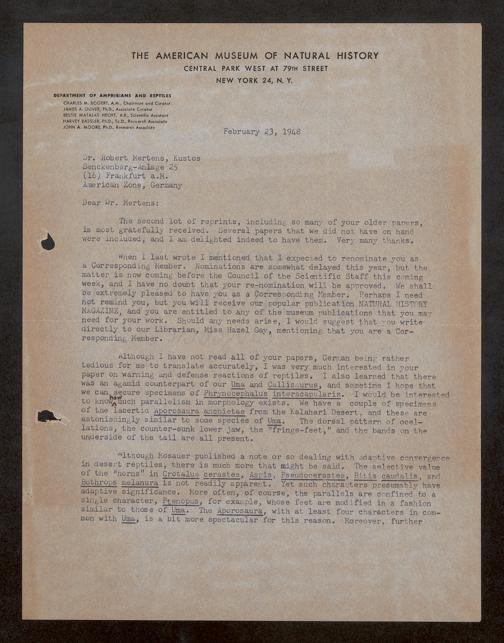 THE AMERICAN MUSEUM OF NATURAL HISTORY
CENTRAL PARK WEST AT 79TH STREET
NEW YORK 24, N. Y.
DEPARTMENT OF AMPHIBIANS AND REPTILES
CHARLES M. BOGERT, A.M., Chairman and Curator
JAMES A. OLIVER, Ph.D., Associate Curator
BESSIE MATALAS HECHT, A.B., Scientific Assistant
HARVEY BASSLER, Ph.D., Sc.D., Research Associate
JOHN A. MOORE, Ph.D., Research Associate
February 23, 1948
Dr. Robert Mertens, Kustos
Senckenberg-Anlage 25
(16) Frankfurt a.M.
American Zone, Germany
Dear Dr. Mertens:
The second lot of reprints, including so many of your older papers,
is most gratefully received. Several papers that we did not have on hand
were included, and I am delighted indeed to have them. Very many thanks.
When I last wrote I mentioned that I expected to renominate you as
a Corresponding Member. Nominations are somewhat delayed this year, but the
matter is now coming before the Council of the Scientific Staff this coming
week, and I have no doubt that your re-nomination will be approved. We shall
be extremely pleased to have you as a Corresponding Member. Perhaps I need
not remind you, but you will receive our popular publication NATURAL HISTORY
MAGAZINE, and you are entitled to any of the museum publications that you may
need for your work. Should any needs arise, I would suggest that you write
directly to our Librarian, Miss Hazel Gay, mentioning that you are a Cor-
responding Member.
Although I have not read all of your papers, German being rather
tedious for me to translate accurately, I was very much interested in your
paper on warning and defense reactions of reptiles. I also learned that there
was an agamid counterpart of our Uma and Callisaurus, and sometime I hope that
we can secure specimens of Phrynocephalus interscapularis. I would be interested
to know how such parallelism in morphology exists. We have a couple of specimens
of the lacertid Aporosaura anchietae from the Kalahari Desert, and these are
astonishingly similar to some species of Uma. The dorsal pattern of ocel-
lations, the counter-sunk lower jaw, the "fringe-feet," and the bands on the
underside of the tail are all present.
Although Mosauer published a note or so dealing with adaptive convergence
in desert reptiles, there is much more that might be said. The selective value
of the "horns" in Crotalus cerastes, Aspis, Pseudocerastes, Bitis caudalis, and
Bothrops melanura is not readily apparent. Yet such characters presumably have
adaptive significance. More often, of course, the parallels are confined to a
single character, Ptenopus, for example, whose feet are modified in a fashion
similar to those of Uma. The Aporosaura, with at least four characters in com-
mon with Uma, is a bit more spectacular for this reason. Moreover, further